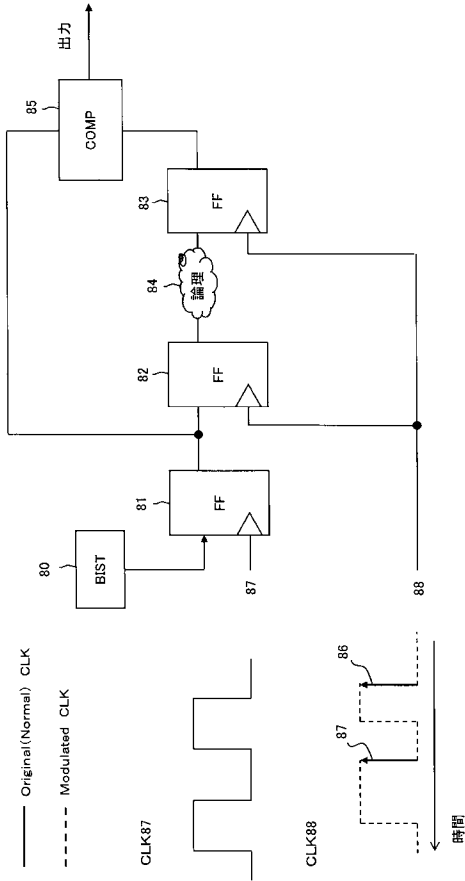 Original(Normal) CLK
Modulated CLK
CLK87
CLK88
86
87
時間
80
BIST
81
FF
87
88
82
FF
84
論理
83
FF
85
COMP
出力